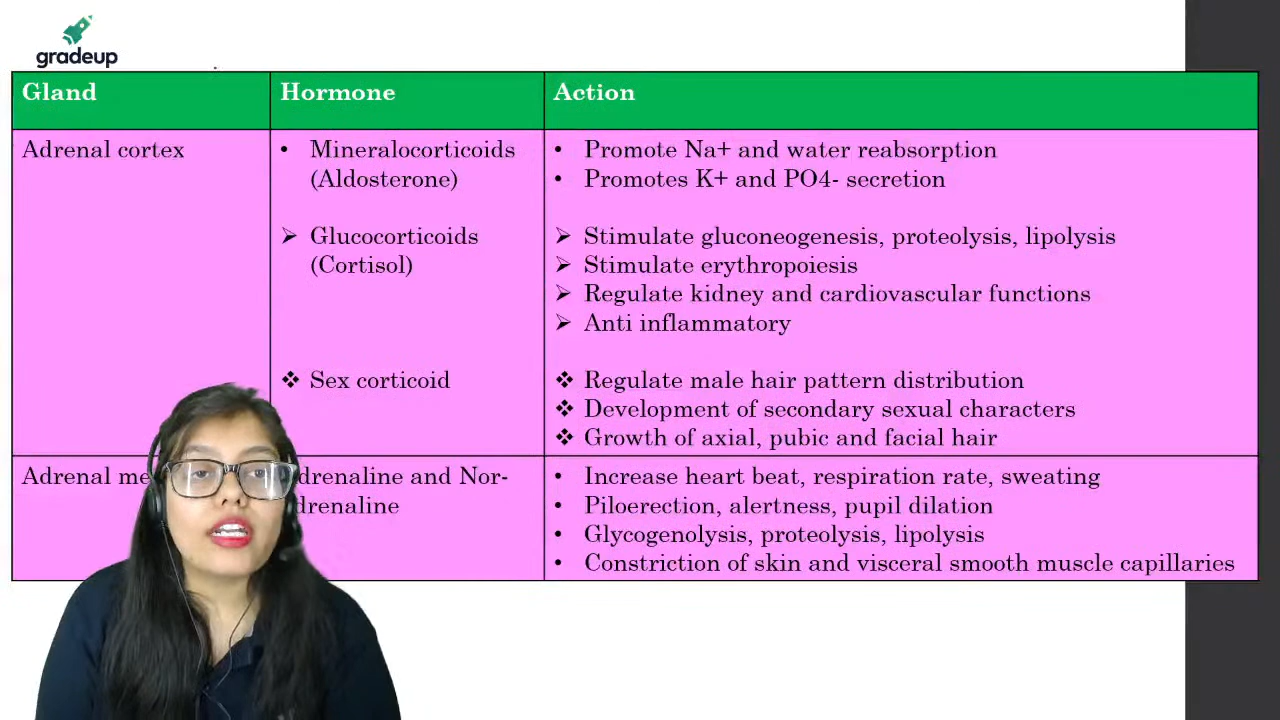 gradeup
Gland Hormone Action
Adrenal cortex • Mineralocorticoids • Promote Na+ and water reabsorption
(Aldosterone) • Promotes K+ and PO4- secretion
➢ Glucocorticoids ➢ Stimulate gluconeogenesis, proteolysis, lipolysis
(Cortisol) ➢ Stimulate erythropoiesis
➢ Regulate kidney and cardiovascular functions
➢ Anti inflammatory
❖ Sex corticoid ❖ Regulate male hair pattern distribution
❖ Development of secondary sexual characters
❖ Growth of axial, pubic and facial hair
Adrenal me drenaline and Nor- • Increase heart beat, respiration rate, sweating
drenaline • Piloerection, alertness, pupil dilation
• Glycogenolysis, proteolysis, lipolysis
• Constriction of skin and visceral smooth muscle capillaries